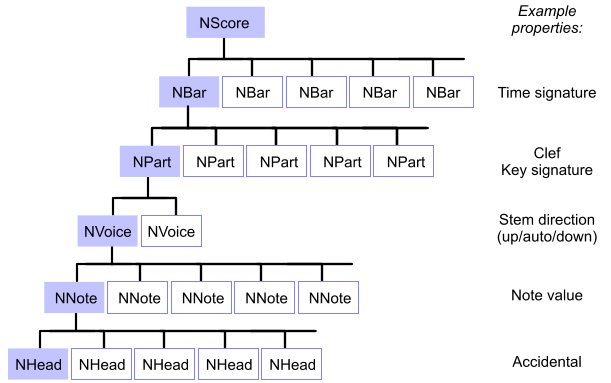 NScore
Example
properties:
NBar NBar NBar NBar NBar
Time signature
NPart NPart NPart NPart NPart
Clef
Key signature
NVoice NVoice
Stem direction
(up/auto/down)
NNote NNote NNote NNote NNote
Note value
NHead NHead NHead NHead NHead
Accidental